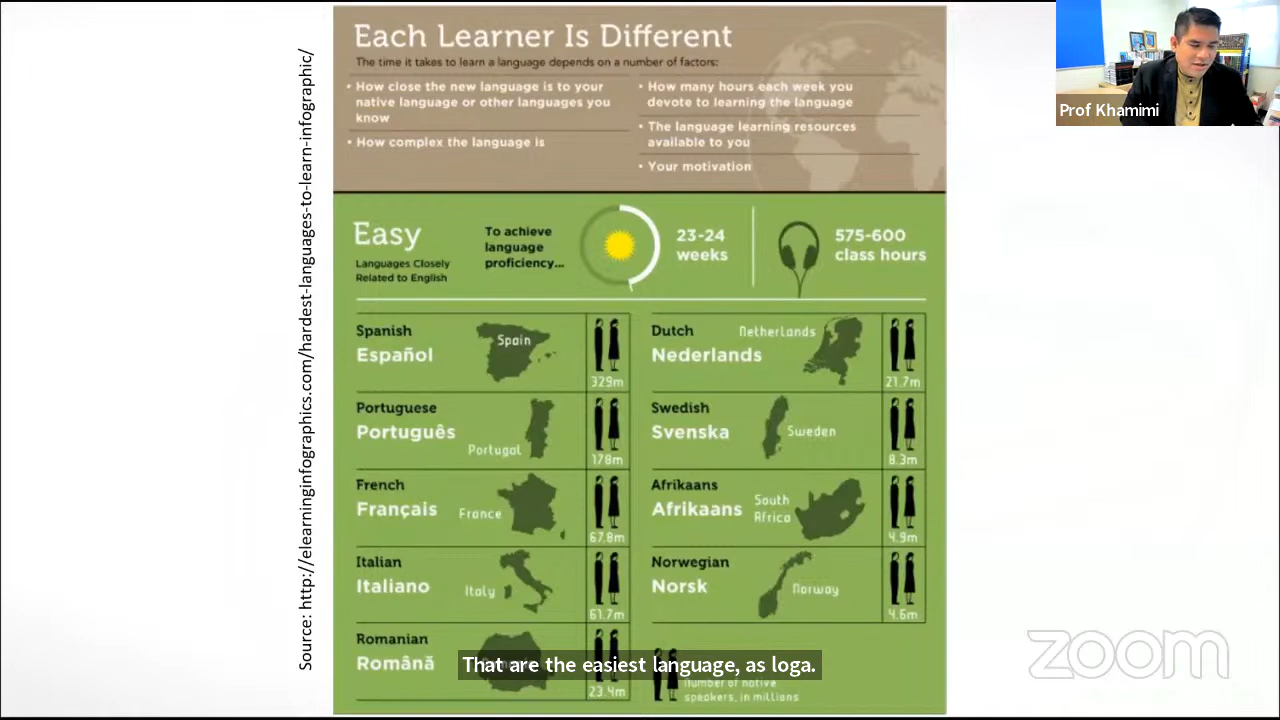 Each Learner Is Different
The time it takes to learn a language depends on a number of factors:
• How close the new language is to your
native language or other languages you
know
• How complex the language is
• How many hours each week you
devote to learning the language
• The language learning resources
available to you
• Your motivation
Prof Khamimi
Source: http://elearninginfographics.com/hardest-languages-to-learn-infographic/
Easy
Languages Closely
Related to English
To achieve
language
proficiency...
23-24
weeks
575-600
class hours
Spanish
Español
Spain
329m
Portuguese
Português
Portugal
178m
French
Français
France
67.8m
Italian
Italiano
Italy
61.7m
Romanian
Română
23.4m
Dutch
Nederlands
Netherlands
21.7m
Swedish
Svenska
Sweden
8.3m
Afrikaans
Afrikaans
South
Africa
4.9m
Norwegian
Norsk
Norway
4.6m
Number of native
speakers, in millions
That are the easiest language, as loga.
zoom